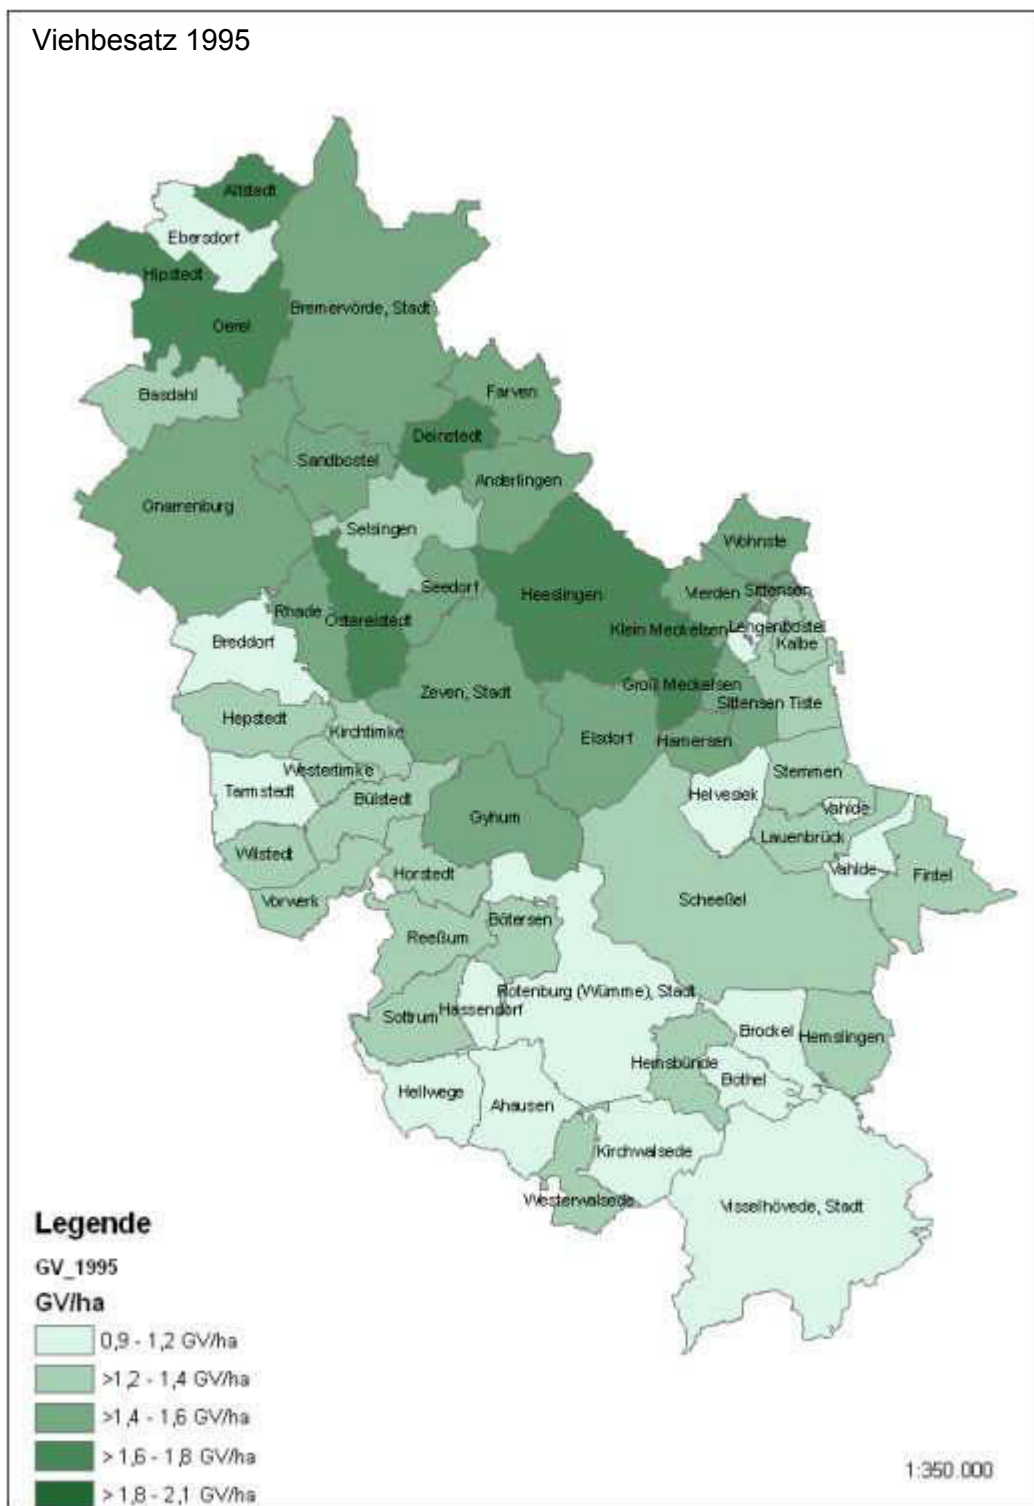 Viehbesatz 1995
Alfstedt
Ebersdorf
Hipstedt
Oerel
Bremervörde, Stadt
Basdahl
Farven
Deinstedt
Sandbostel
Anderlingen
Gnarrenburg
Selsingen
Wohnste
Seedorf
Heeslingen
Vierden
Sittensen
Rhade
Ostereistedt
Klein Meckelsen
Lengenbostel
Kalbe
Breddorf
Zeven, Stadt
Groß Meckelsen
Sittensen Tiste
Hepstedt
Kirchtimke
Elsdorf
Hamersen
Westertimke
Stemmen
Tarmstedt
Bülstedt
Helvesiek
Vahlde
Gyhum
Lauenbrück
Wilstedt
Horstedt
Vahlde
Fintel
Vorwerk
Scheeßel
Bötersen
Reeßum
Rotenburg (Wümme), Stadt
Hassendorf
Sottrum
Brockel
Hemslingen
Hemsbünde
Bothel
Hellwege
Ahausen
Kirchwalsede
Westerwalsede
Visselhövede, Stadt
Legende
GV_1995
GV/ha
0,9 - 1,2 GV/ha
>1,2 - 1,4 GV/ha
>1,4 - 1,6 GV/ha
> 1,6 - 1,8 GV/ha
> 1,8 - 2,1 GV/ha
1:350.000